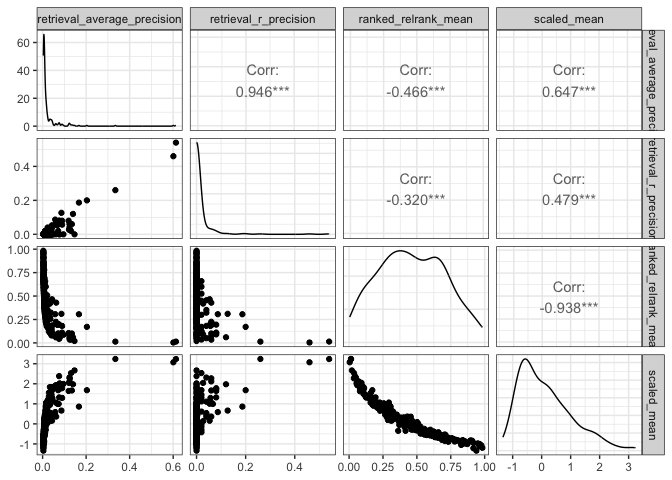 retrieval_average_precision retrieval_r_precision ranked_relrank_mean scaled_mean
60
40
20
0
Corr:
0.946***
Corr:
-0.466***
Corr:
0.647***
eval_average_preci
0.4
0.2
0.0
Corr:
-0.320***
Corr:
0.479***
retrieval_r_precision
1.00
0.75
0.50
0.25
0.00
Corr:
-0.938***
anked_relrank_mea
3
2
1
0
-1
scaled_mean
0.0 0.2 0.4 0.6 0.0 0.2 0.4 0.00 0.25 0.50 0.75 1.00 -1 0 1 2 3